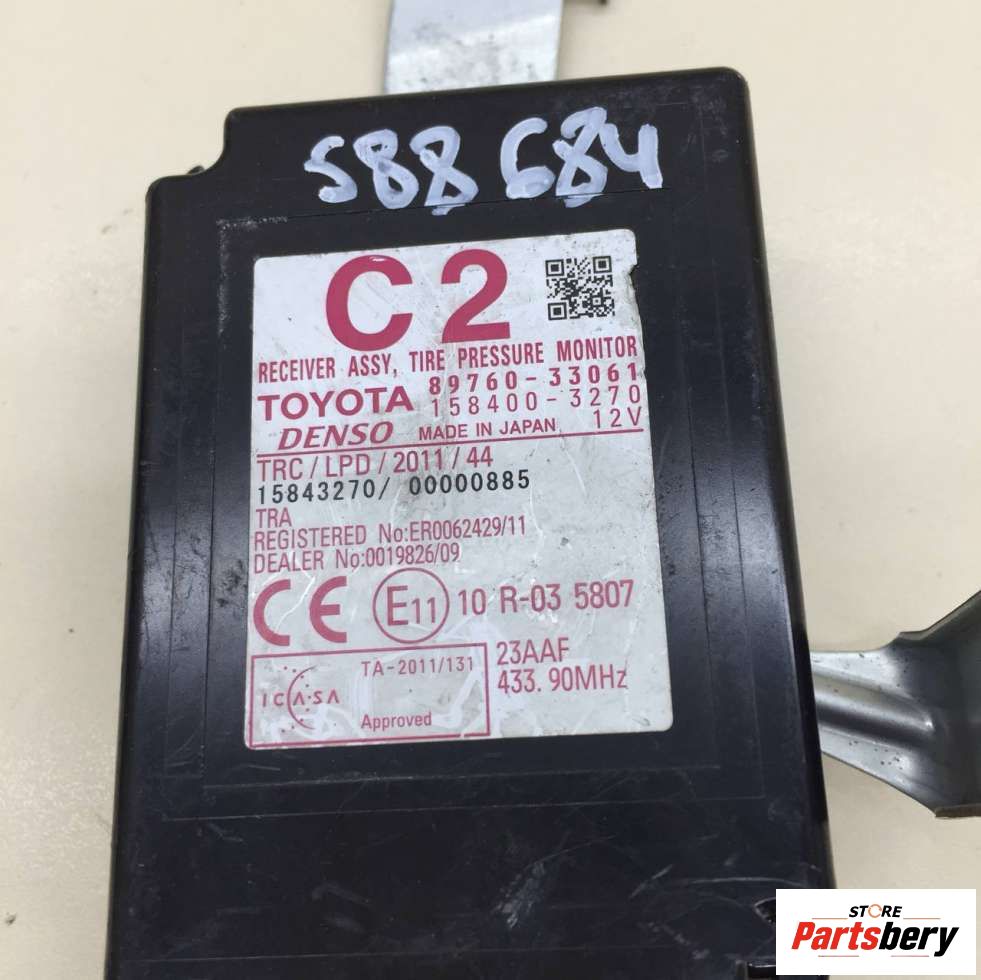 588684
C2
RECEIVER ASSY, TIRE PRESSURE MONITOR
TOYOTA 89760-33061
158400-3270
DENSO MADE IN JAPAN 12V
TRC/LPD/2011/44
15843270/ 00000885
TRA
REGISTERED No:ER0062429/11
DEALER No:0019826/09
CE E11 10 R-03 5807
ICASA TA-2011/131
Approved
23AAF
433.90MHz
STORE
Partsbery